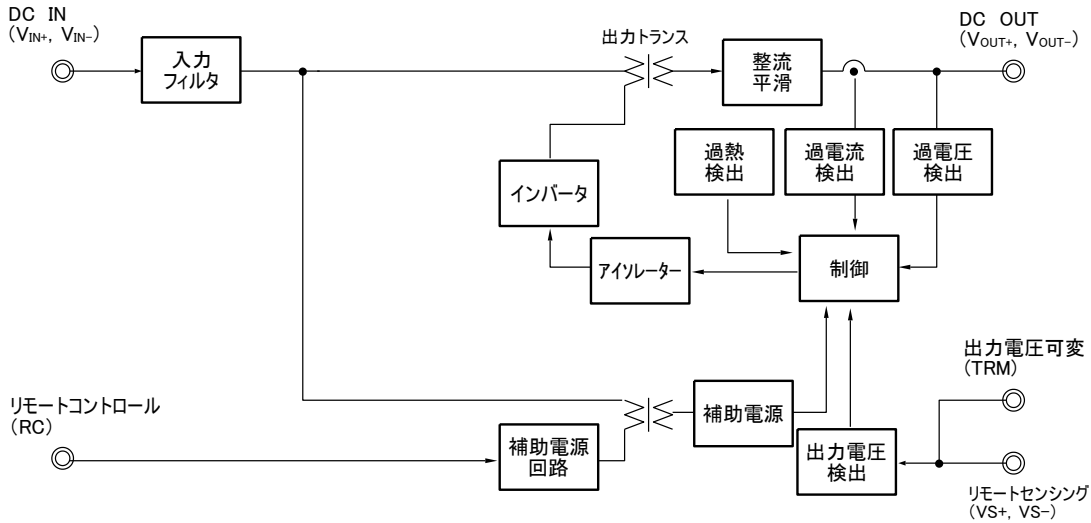 DC IN
(VIN+, VIN−)
入力
フィルタ
出力トランス
整流
平滑
DC OUT
(VOUT+, VOUT−)
過熱
検出
過電流
検出
過電圧
検出
インバータ
アイソレーター
制御
出力電圧可変
(TRM)
リモートコントロール
(RC)
補助電源
補助電源
回路
出力電圧
検出
リモートセンシング
(VS+, VS−)